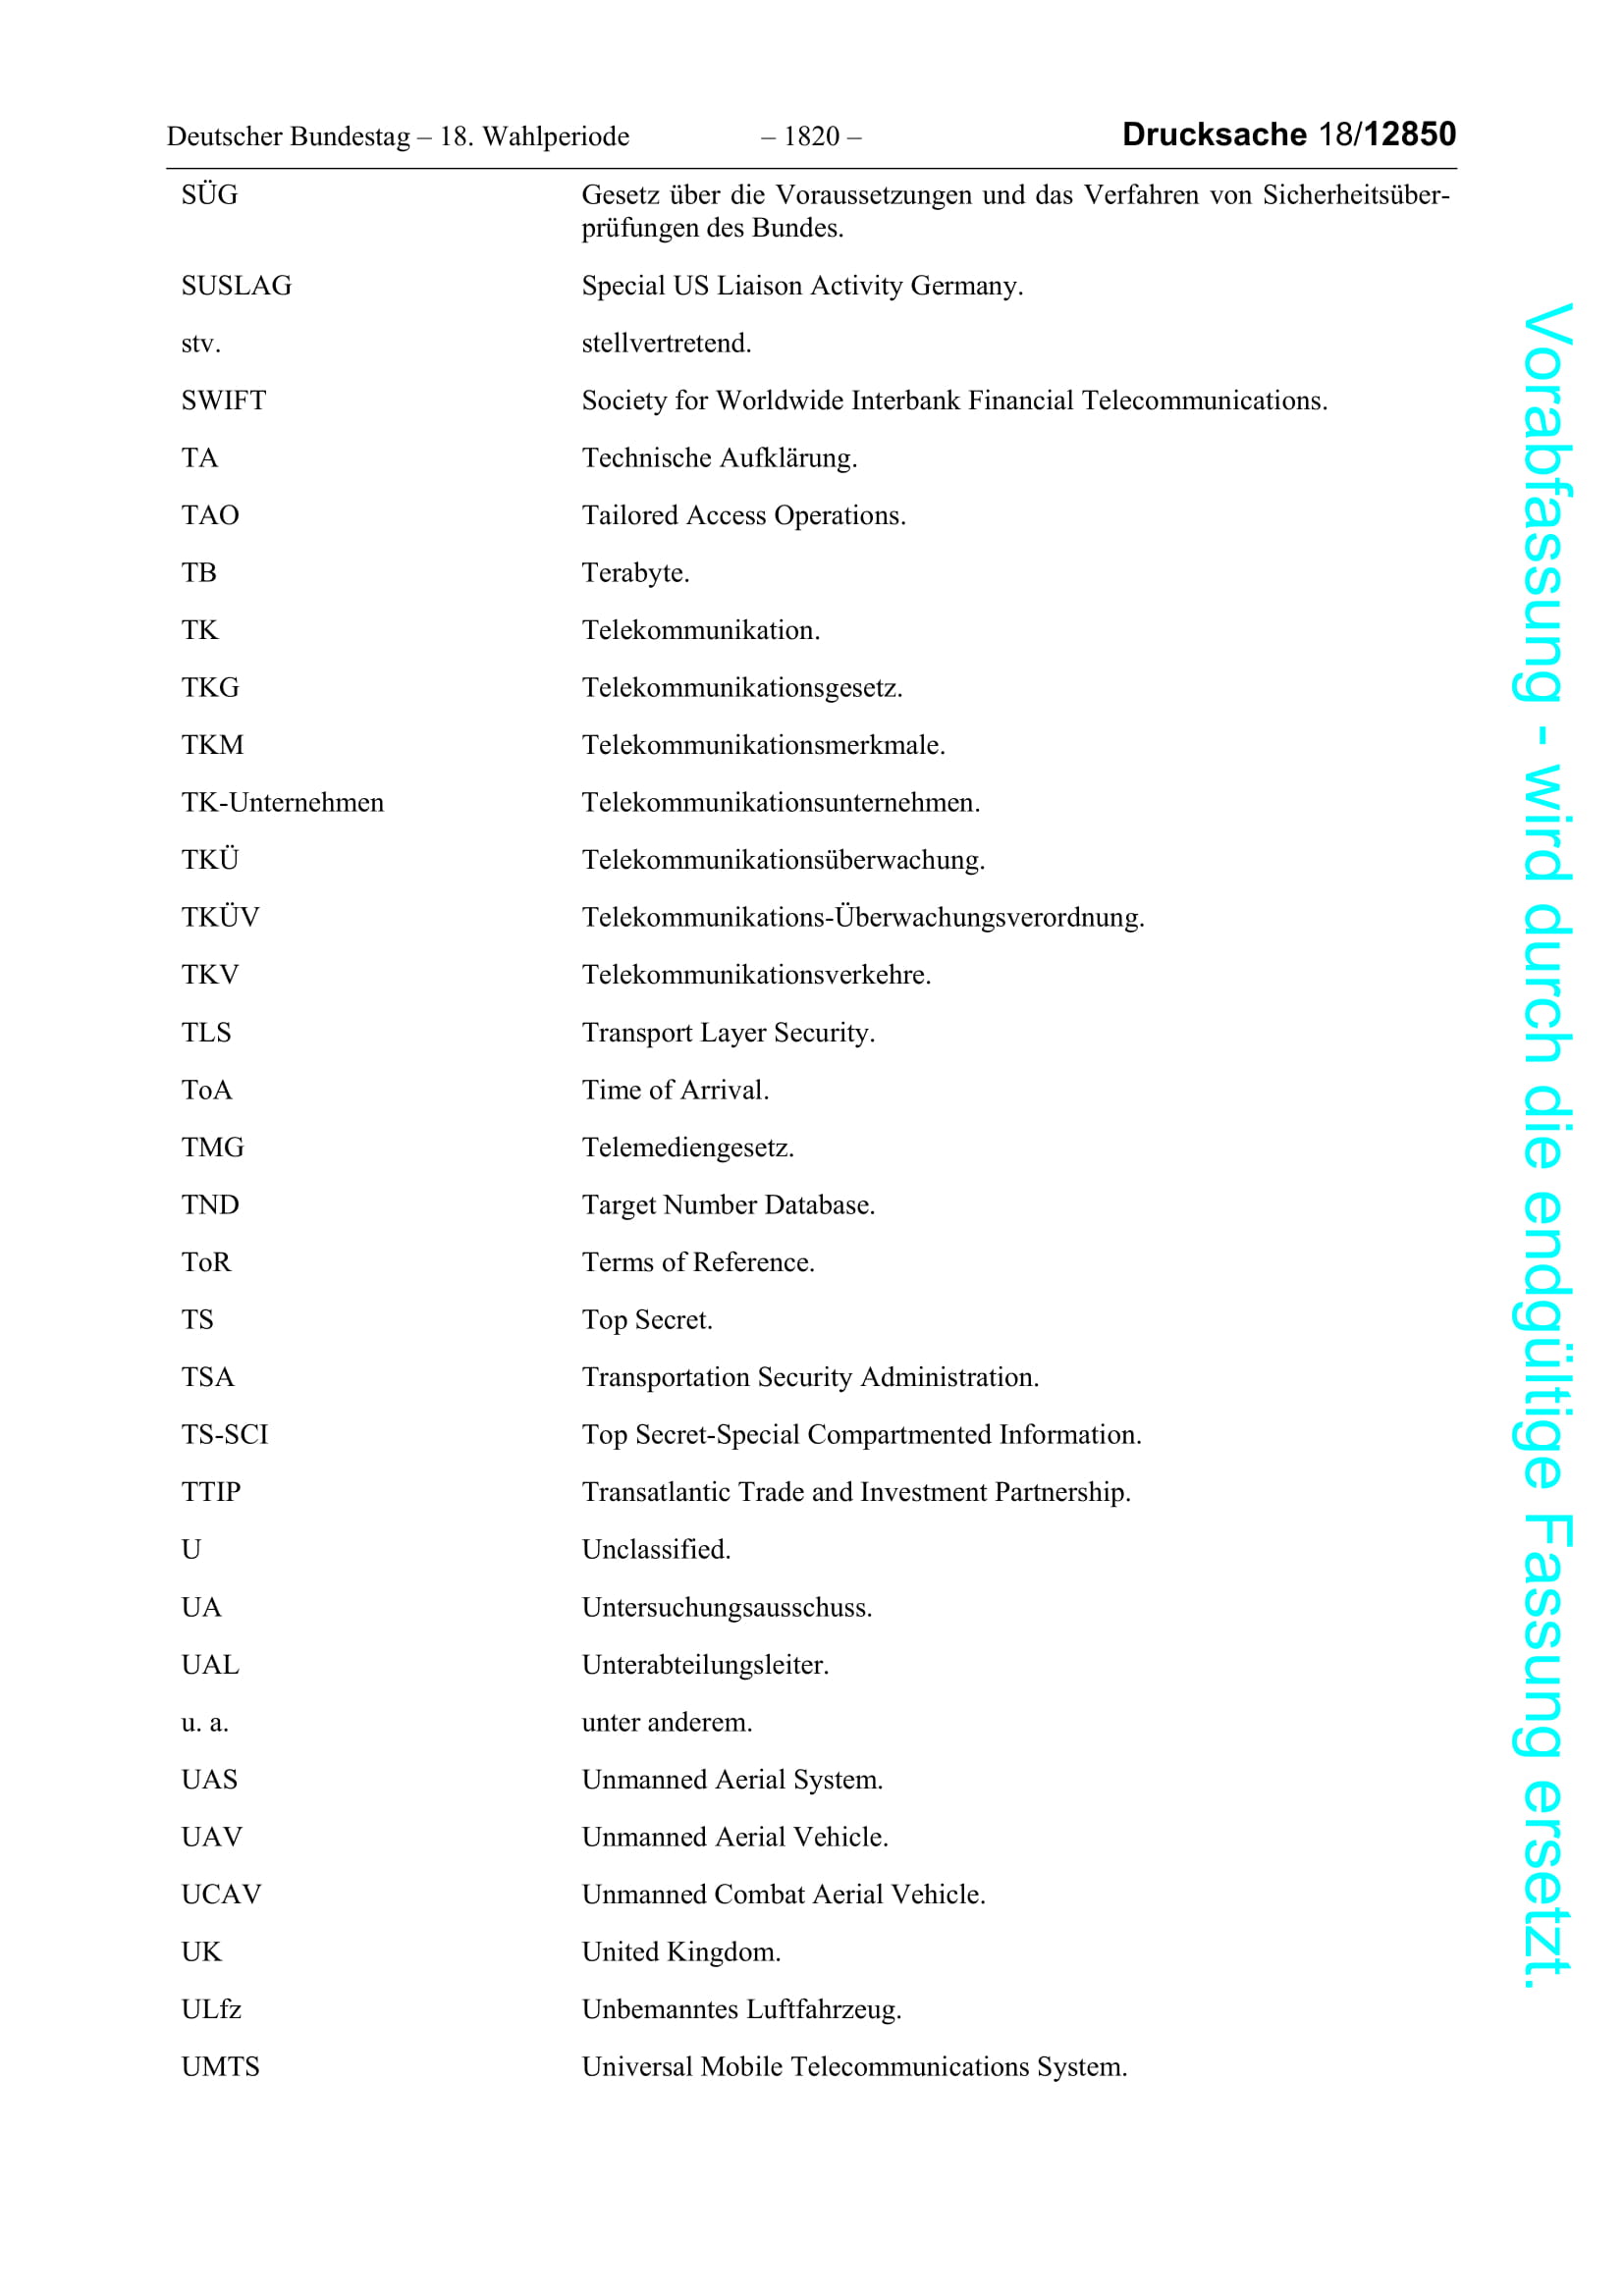 Deutscher Bundestag – 18. Wahlperiode – 1820 – Drucksache 18/12850
SÜG Gesetz über die Voraussetzungen und das Verfahren von Sicherheitsüber-
prüfungen des Bundes.
SUSLAG Special US Liaison Activity Germany.
stv. stellvertretend.
SWIFT Society for Worldwide Interbank Financial Telecommunications.
TA Technische Aufklärung.
TAO Tailored Access Operations.
TB Terabyte.
TK Telekommunikation.
TKG Telekommunikationsgesetz.
TKM Telekommunikationsmerkmale.
TK-Unternehmen Telekommunikationsunternehmen.
TKÜ Telekommunikationsüberwachung.
TKÜV Telekommunikations-Überwachungsverordnung.
TKV Telekommunikationsverkehre.
TLS Transport Layer Security.
ToA Time of Arrival.
TMG Telemediengesetz.
TND Target Number Database.
ToR Terms of Reference.
TS Top Secret.
TSA Transportation Security Administration.
TS-SCI Top Secret-Special Compartmented Information.
TTIP Transatlantic Trade and Investment Partnership.
U Unclassified.
UA Untersuchungsausschuss.
UAL Unterabteilungsleiter.
u. a. unter anderem.
UAS Unmanned Aerial System.
UAV Unmanned Aerial Vehicle.
UCAV Unmanned Combat Aerial Vehicle.
UK United Kingdom.
ULfz Unbemanntes Luftfahrzeug.
UMTS Universal Mobile Telecommunications System.
Vorabfassung - wird durch die endgültige Fassung ersetzt.